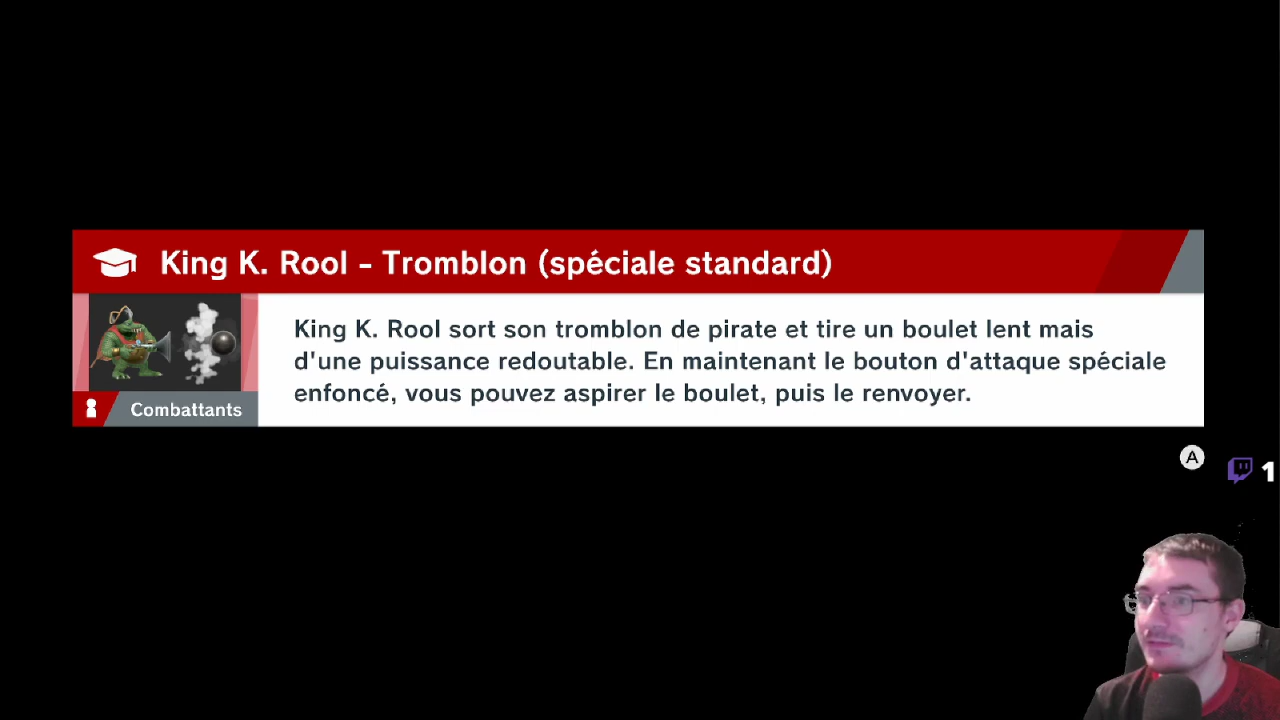 King K. Rool - Tromblon (spéciale standard)
King K. Rool sort son tromblon de pirate et tire un boulet lent mais
d'une puissance redoutable. En maintenant le bouton d'attaque spéciale
enfoncé, vous pouvez aspirer le boulet, puis le renvoyer.
Combattants
A
1